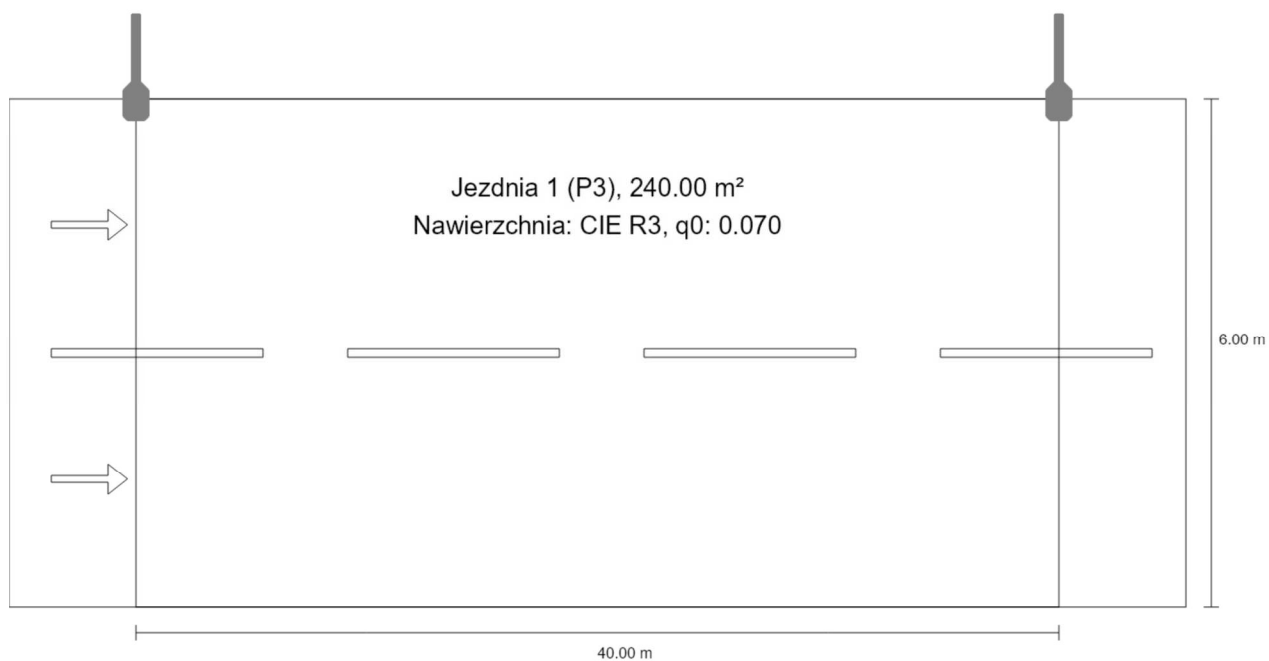 Jezdnia 1 (P3), 240.00 m²
Nawierzchnia: CIE R3, q0: 0.070
6.00 m
40.00 m